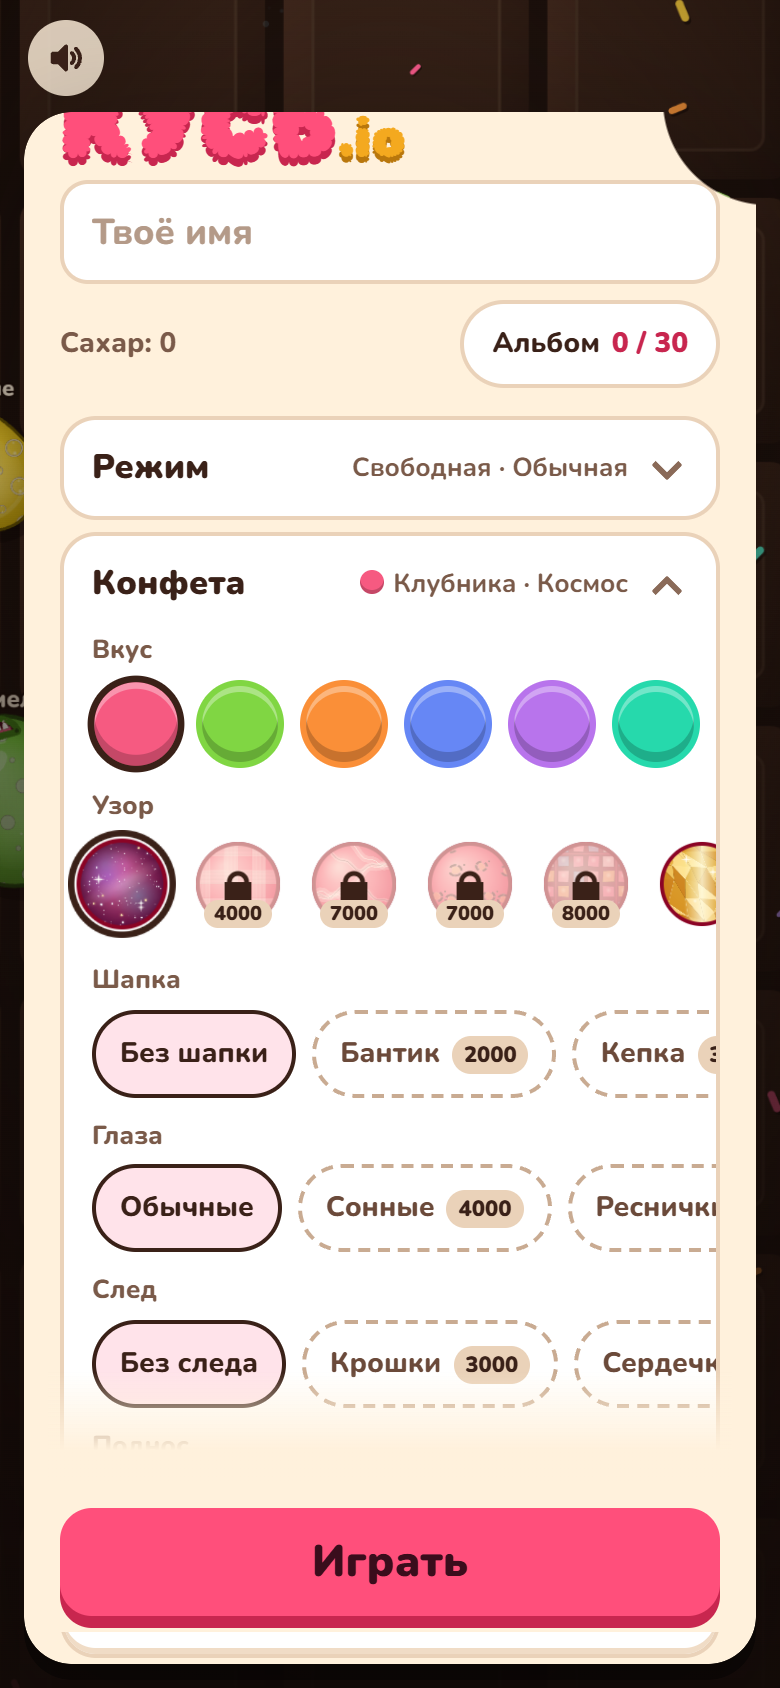 КУСЬ.io
Твоё имя
Сахар: 0
Альбом 0 / 30
Режим
Свободная · Обычная
Конфета
Клубника · Космос
Вкус
Узор
4000
7000
7000
8000
Шапка
Без шапки
Бантик 2000
Кепка
Глаза
Обычные
Сонные 4000
След
Без следа
Крошки 3000
Играть